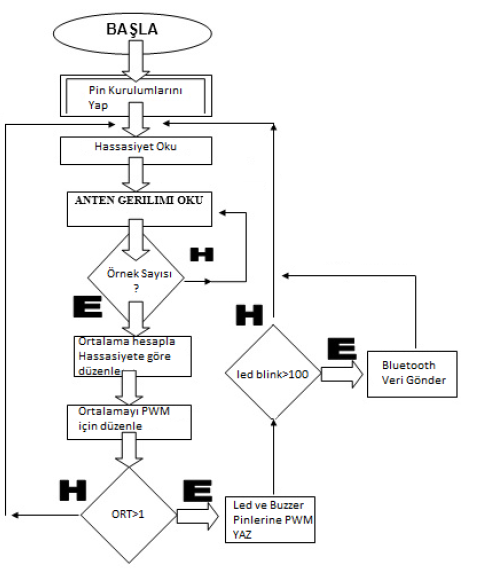 BAŞLA
Pin Kurulumlarını
Yap
Hassasiyet Oku
ANTEN GERILIMI OKU
H
Örnek Sayısı
?
E
Ortalama hesapla
Hassasiyete göre
düzenle
Ortalamayı PWM
için düzenle
H
E
ORT>1
Led ve Buzzer
Pinlerine PWM
YAZ
H
E
led blink>100
Bluetooth
Veri Gönder